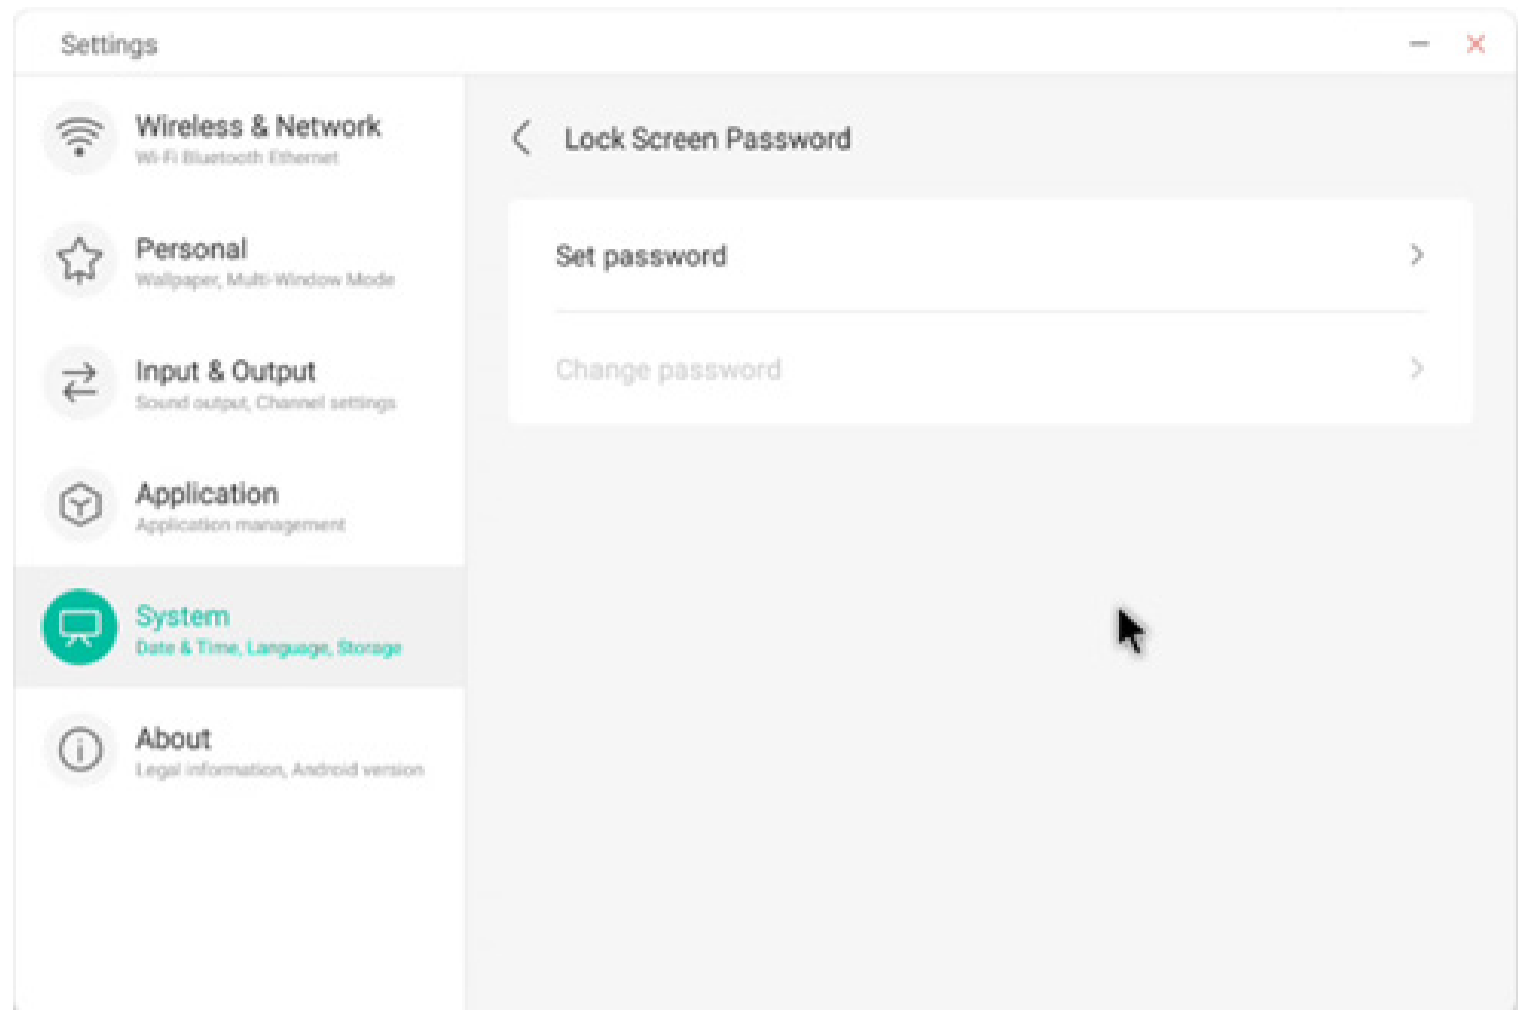 Settings
Wireless & Network
Wi-Fi Bluetooth Ethernet
Personal
Wallpaper, Multi-Window Mode
Input & Output
Sound output, Channel settings
Application
Application management
System
Date & Time, Language, Storage
About
Legal information, Android version
Lock Screen Password
Set password
Change password